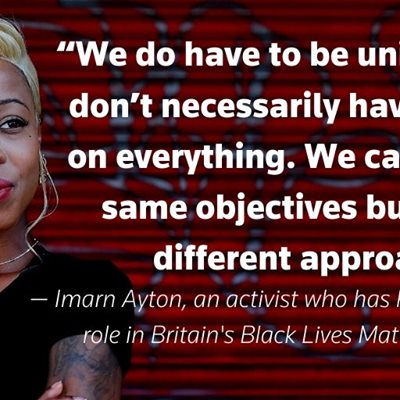 “We do have to be uni
don’t necessarily hav
on everything. We ca
same objectives bu
different approa
— Imarn Ayton, an activist who has
role in Britain's Black Lives Mat